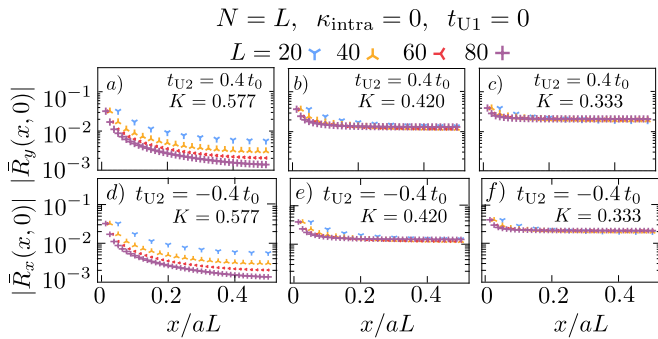 N = L, κ_intra = 0, t_U1 = 0
L = 20 40 60 80
a) t_U2 = 0.4 t_0
K = 0.577
b) t_U2 = 0.4 t_0
K = 0.420
c) t_U2 = 0.4 t_0
K = 0.333
|R̄_y(x, 0)|
10^−1
10^−2
10^−3
d) t_U2 = −0.4 t_0
K = 0.577
e) t_U2 = −0.4 t_0
K = 0.420
f) t_U2 = −0.4 t_0
K = 0.333
|R̄_x(x, 0)|
10^−1
10^−2
10^−3
0 0.2 0.4 0 0.2 0.4 0 0.2 0.4
x/aL x/aL x/aL